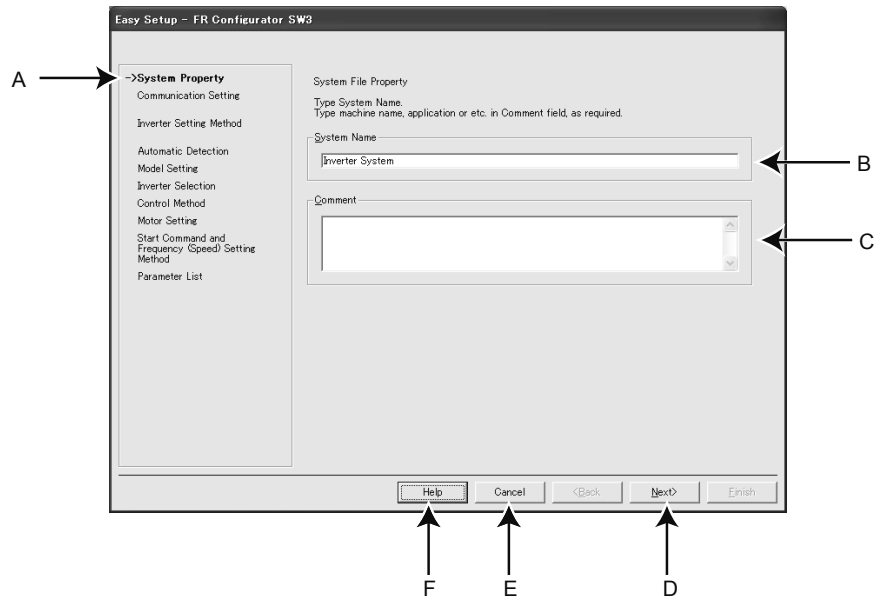 Easy Setup - FR Configurator SW3
A
->System Property
Communication Setting
Inverter Setting Method
Automatic Detection
Model Setting
Inverter Selection
Control Method
Motor Setting
Start Command and
Frequency (Speed) Setting
Method
Parameter List
System File Property
Type System Name.
Type machine name, application or etc. in Comment field, as required.
System Name
Inverter System
B
Comment
C
Help
Cancel
<Back
Next>
Finish
F
E
D